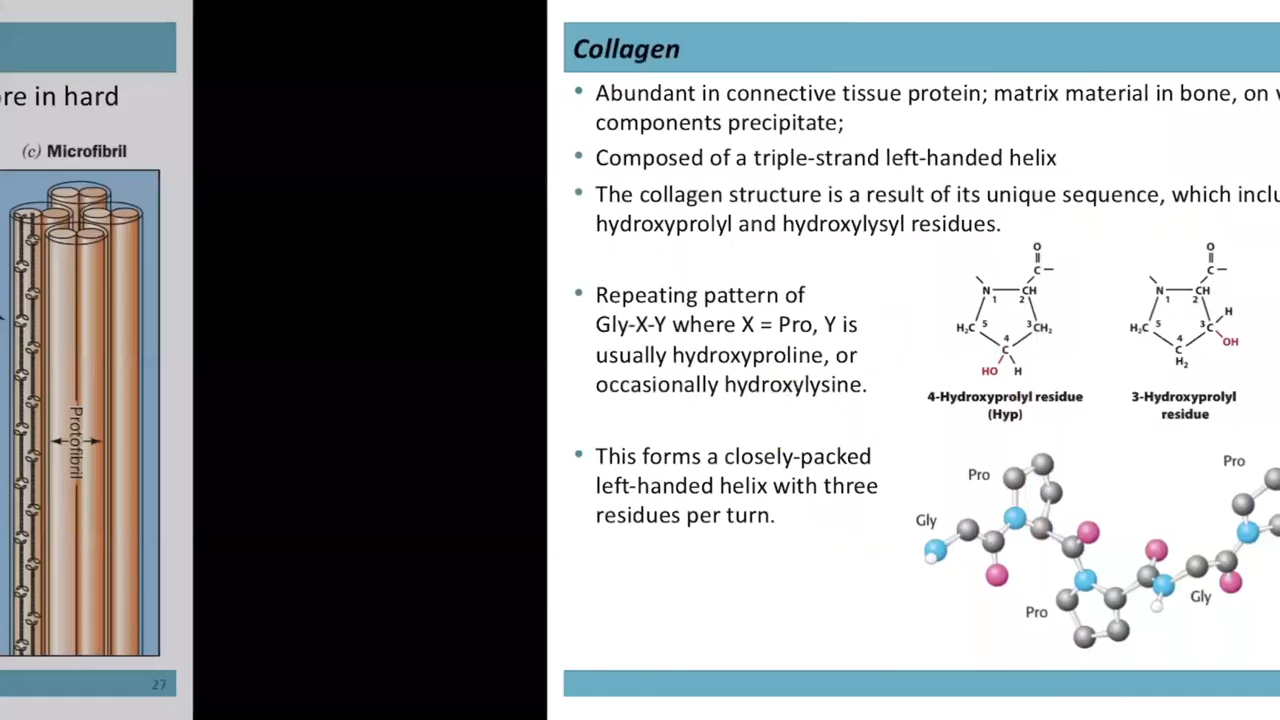 re in hard
(c) Microfibril
Protofibril
27
Collagen
• Abundant in connective tissue protein; matrix material in bone, on
components precipitate;
• Composed of a triple-strand left-handed helix
• The collagen structure is a result of its unique sequence, which
hydroxyprolyl and hydroxylysyl residues.
• Repeating pattern of
Gly-X-Y where X = Pro, Y is
usually hydroxyproline, or
occasionally hydroxylysine.
• This forms a closely-packed
left-handed helix with three
residues per turn.
O
C
N 1 2 CH
H₂C 5 3 CH₂
4
C
HO H
4-Hydroxyprolyl residue
(Hyp)
O
C
N 1 2 CH
H
H₂C 5 3 C
OH
4
C
H₂
3-Hydroxyprolyl
residue
Pro
Pro
Gly
Gly
Pro